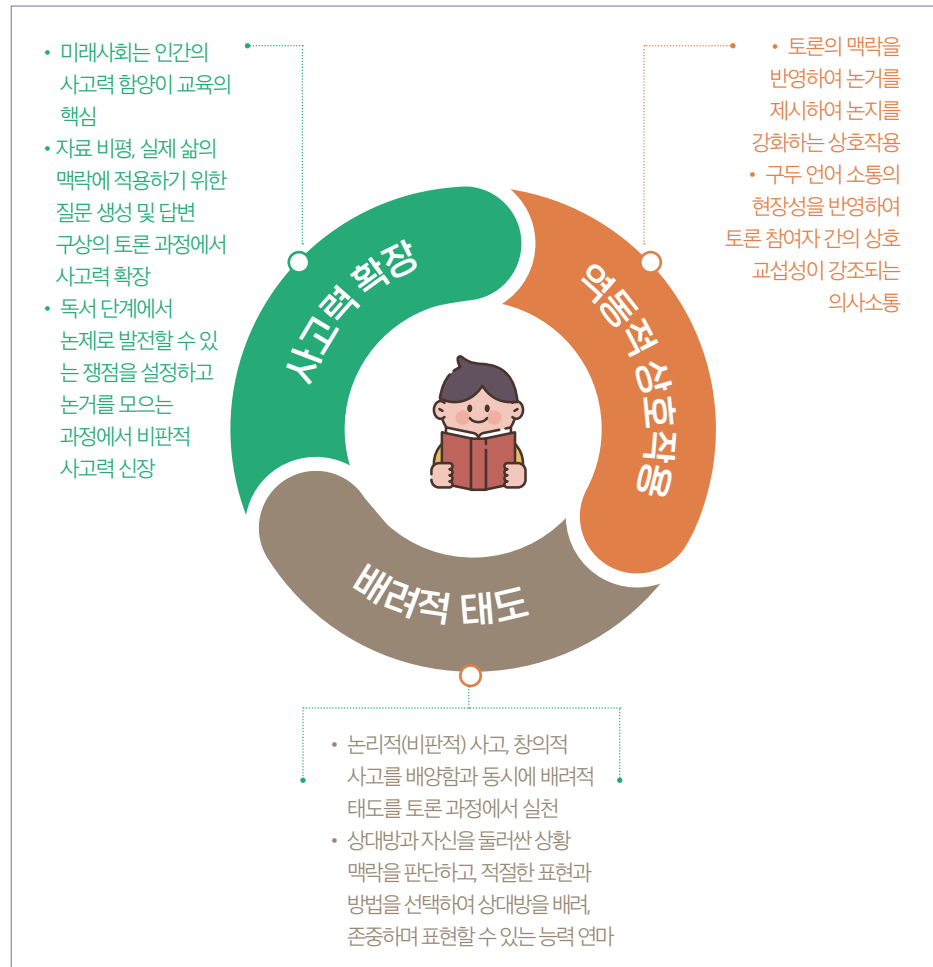 • 미래사회는 인간의
사고력 함양이 교육의
핵심
• 자료 비평, 실제 삶의
맥락에 적용하기 위한
질문 생성 및 답변
구상의 토론 과정에서
사고력 확장
• 독서 단계에서
논제로 발전할 수 있
는 쟁점을 설정하고
논거를 모으는
과정에서 비판적
사고력 신장
• 토론의 맥락을
반영하여 논거를
제시하여 논지를
강화하는 상호작용
• 구두 언어 소통의
현장성을 반영하여
토론 참여자 간의 상호
교섭성이 강조되는
의사소통
사고력 확장
역동적 상호작용
배려적 태도
• 논리적(비판적) 사고, 창의적
사고를 배양함과 동시에 배려적
태도를 토론 과정에서 실천
• 상대방과 자신을 둘러싼 상황
맥락을 판단하고, 적절한 표현과
방법을 선택하여 상대방을 배려,
존중하며 표현할 수 있는 능력 연마